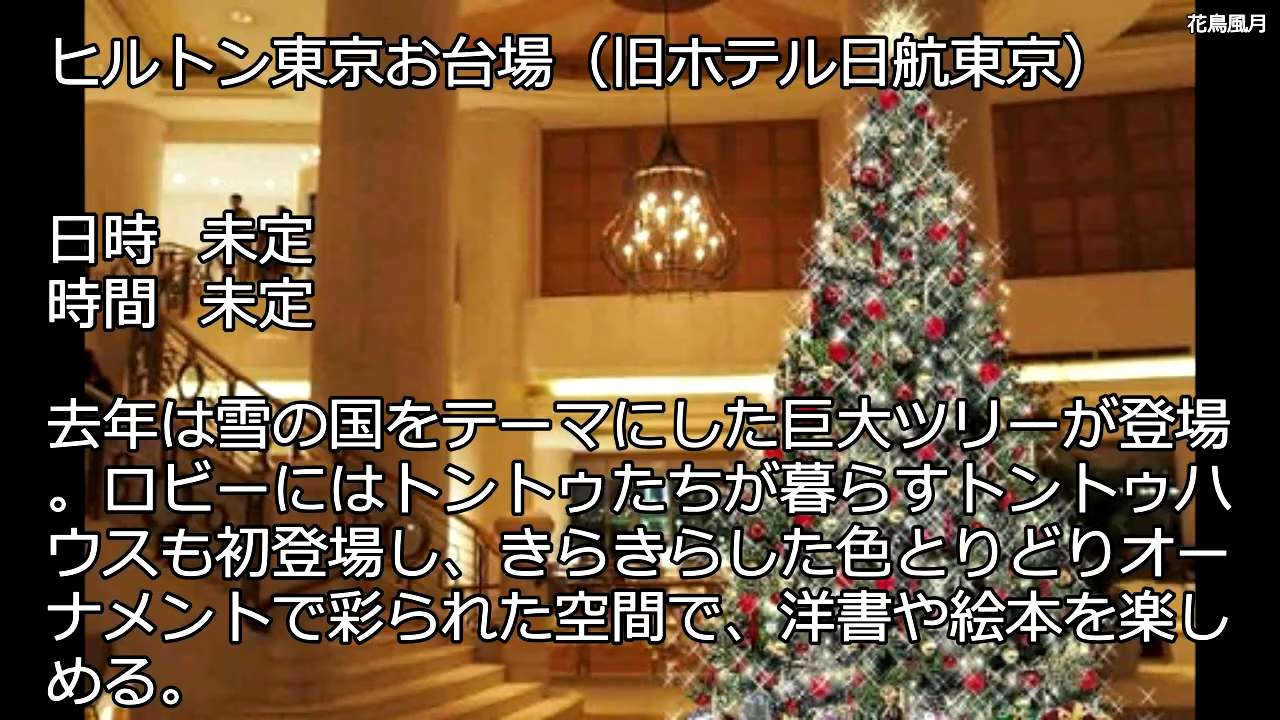 花鳥風月
ヒルトン東京お台場（旧ホテル日航東京）
日時 未定
時間 未定
去年は雪の国をテーマにした巨大ツリーが登場
。ロビーにはトントゥたちが暮らすトントゥハ
ウスも初登場し、きらきらした色とりどりオー
ナメントで彩られた空間で、洋書や絵本を楽し
める。